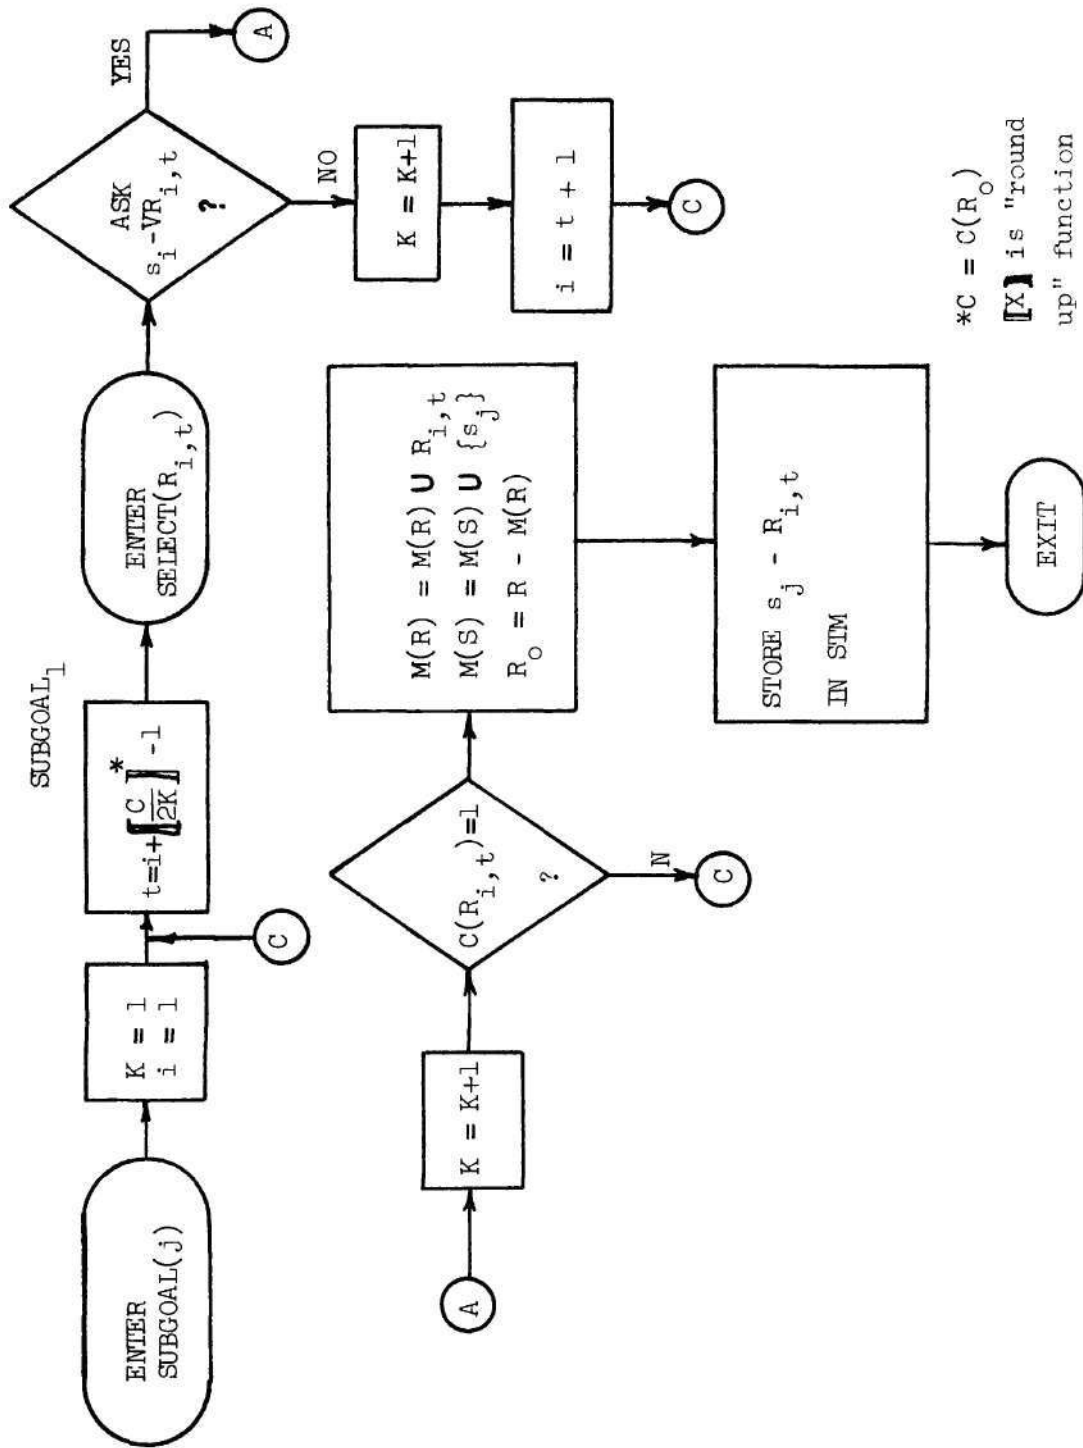 SUBGOAL₁
ENTER
SUBGOAL(j)
K = 1
i = 1
C
t=i+⟦C/2K⟧* -1
ENTER
SELECT(R_i,t)
ASK
s_i-VR_i,t
?
YES
A
NO
K = K+1
i = t + 1
C
A
K = K+1
C(R_i,t)=1
?
N
C
M(R) = M(R) ∪ R_i,t
M(S) = M(S) ∪ {s_j}
R_o = R - M(R)
STORE s_j - R_i,t
IN STM
EXIT
*C = C(R_o)
⟦X⟧ is "round
up" function